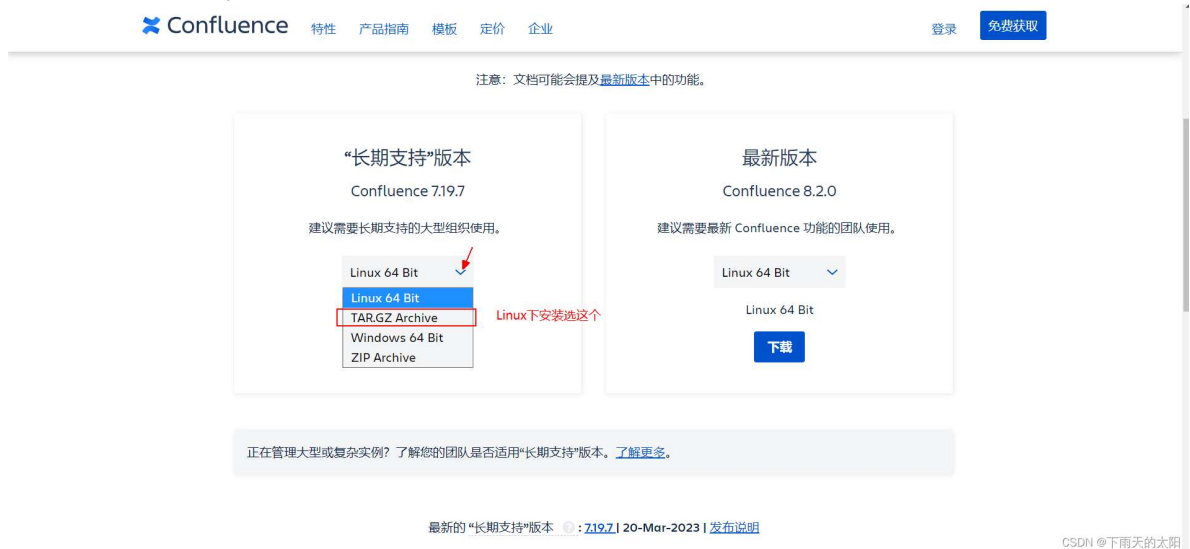 Confluence 特性 产品指南 模板 定价 企业 登录 免费获取
注意：文档可能会提及最新版本中的功能。
“长期支持”版本
Confluence 7.19.7
建议需要长期支持的大型组织使用。
Linux 64 Bit
Linux 64 Bit
TAR.GZ Archive
Windows 64 Bit
ZIP Archive
Linux下安装选这个
最新版本
Confluence 8.2.0
建议需要最新 Confluence 功能的团队使用。
Linux 64 Bit
Linux 64 Bit
下载
正在管理大型或复杂实例？了解您的团队是否适用“长期支持”版本。了解更多。
最新的 “长期支持”版本 ? : 7.19.7 | 20-Mar-2023 | 发布说明
CSDN @下雨天的太阳